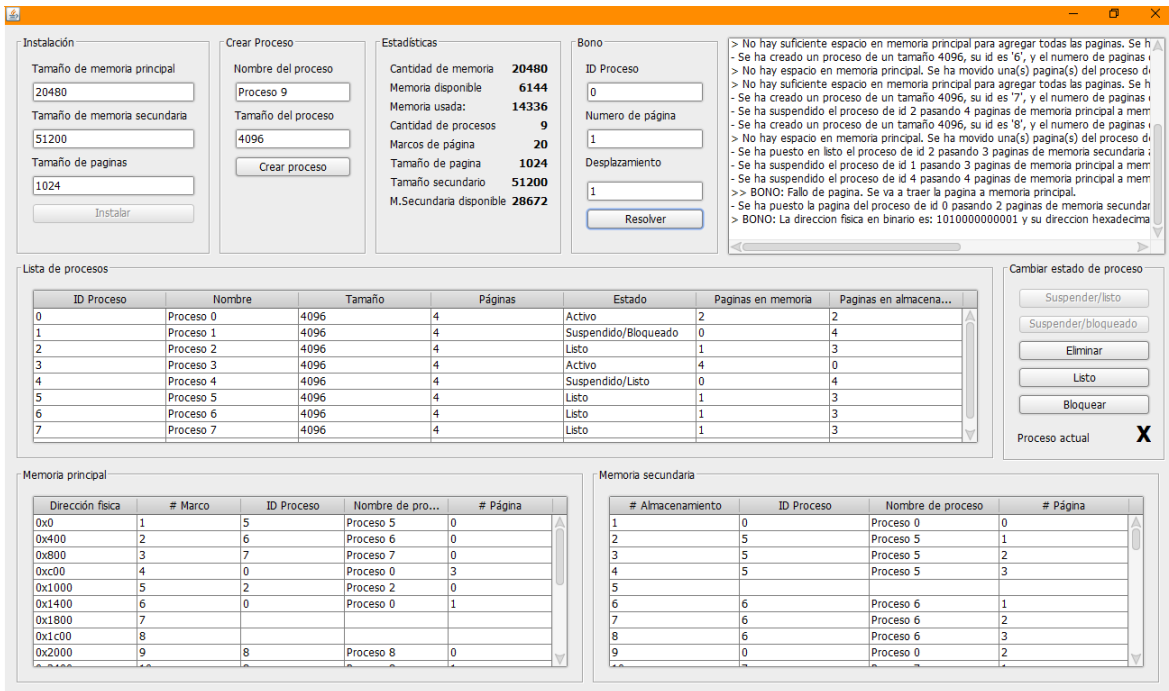 Instalación
Tamaño de memoria principal
20480
Tamaño de memoria secundaria
51200
Tamaño de paginas
1024
Instalar
Crear Proceso
Nombre del proceso
Proceso 9
Tamaño del proceso
4096
Crear proceso
Estadísticas
Cantidad de memoria 20480
Memoria disponible 6144
Memoria usada: 14336
Cantidad de procesos 9
Marcos de página 20
Tamaño de pagina 1024
Tamaño secundario 51200
M.Secundaria disponible 28672
Bono
ID Proceso
0
Numero de página
1
Desplazamiento
1
Resolver
> No hay suficiente espacio en memoria principal para agregar todas las paginas. Se h
- Se ha creado un proceso de un tamaño 4096, su id es '6', y el numero de paginas
> No hay espacio en memoria principal. Se ha movido una(s) pagina(s) del proceso d
> No hay suficiente espacio en memoria principal para agregar todas las paginas. Se h
- Se ha creado un proceso de un tamaño 4096, su id es '7', y el numero de paginas
- Se ha suspendido el proceso de id 2 pasando 4 paginas de memoria principal a mem
- Se ha creado un proceso de un tamaño 4096, su id es '8', y el numero de paginas
> No hay espacio en memoria principal. Se ha movido una(s) pagina(s) del proceso d
- Se ha puesto en listo el proceso de id 2 pasando 3 paginas de memoria secundaria
- Se ha suspendido el proceso de id 1 pasando 3 paginas de memoria principal a mem
- Se ha suspendido el proceso de id 4 pasando 4 paginas de memoria principal a mem
>> BONO: Fallo de pagina. Se va a traer la pagina a memoria principal.
- Se ha puesto la pagina del proceso de id 0 pasando 2 paginas de memoria secundar
> BONO: La direccion fisica en binario es: 1010000000001 y su direccion hexadecima
Lista de procesos
ID Proceso Nombre Tamaño Páginas Estado Paginas en memoria Paginas en almacena...
0 Proceso 0 4096 4 Activo 2 2
1 Proceso 1 4096 4 Suspendido/Bloqueado 0 4
2 Proceso 2 4096 4 Listo 1 3
3 Proceso 3 4096 4 Activo 4 0
4 Proceso 4 4096 4 Suspendido/Listo 0 4
5 Proceso 5 4096 4 Listo 1 3
6 Proceso 6 4096 4 Listo 1 3
7 Proceso 7 4096 4 Listo 1 3
Cambiar estado de proceso
Suspender/listo
Suspender/bloqueado
Eliminar
Listo
Bloquear
Proceso actual X
Memoria principal
Dirección fisica # Marco ID Proceso Nombre de pro... # Página
0x0 1 5 Proceso 5 0
0x400 2 6 Proceso 6 0
0x800 3 7 Proceso 7 0
0xc00 4 0 Proceso 0 3
0x1000 5 2 Proceso 2 0
0x1400 6 0 Proceso 0 1
0x1800 7
0x1c00 8
0x2000 9 8 Proceso 8 0
Memoria secundaria
# Almacenamiento ID Proceso Nombre de proceso # Página
1 0 Proceso 0 0
2 5 Proceso 5 1
3 5 Proceso 5 2
4 5 Proceso 5 3
5
6 6 Proceso 6 1
7 6 Proceso 6 2
8 6 Proceso 6 3
9 0 Proceso 0 2